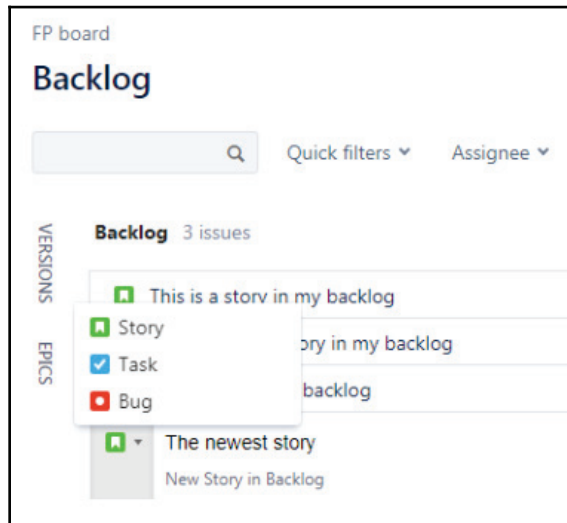 FP board
Backlog
Quick filters Assignee
VERSIONS
EPICS
Backlog 3 issues
This is a story in my backlog
Story
ory in my backlog
Task
backlog
Bug
The newest story
New Story in Backlog